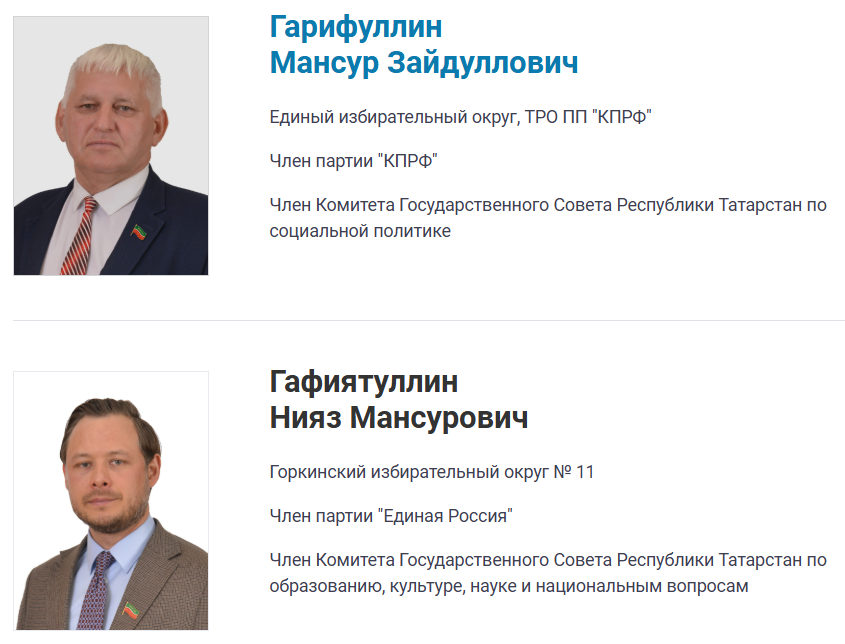 Гарифуллин
Мансур Зайдуллович
Единый избирательный округ, ТРО ПП "КПРФ"
Член партии "КПРФ"
Член Комитета Государственного Совета Республики Татарстан по
социальной политике
Гафиятуллин
Нияз Мансурович
Горкинский избирательный округ № 11
Член партии "Единая Россия"
Член Комитета Государственного Совета Республики Татарстан по
образованию, культуре, науке и национальным вопросам